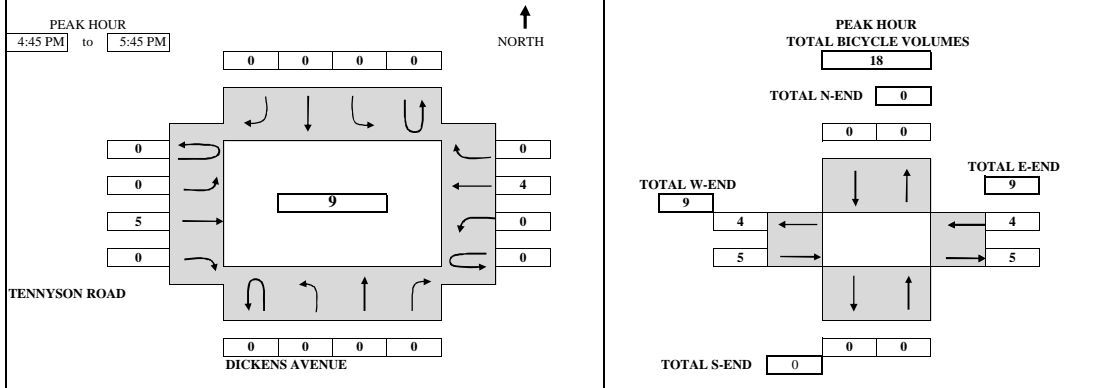 PEAK HOUR
4:45 PM to 5:45 PM
NORTH
0 0 0 0
0 0
0 4
9
5 0
0 0
TENNYSON ROAD
0 0 0 0
DICKENS AVENUE
PEAK HOUR
TOTAL BICYCLE VOLUMES
18
TOTAL N-END 0
0 0
TOTAL E-END
9
TOTAL W-END
9
4 4
5 5
0 0
TOTAL S-END 0